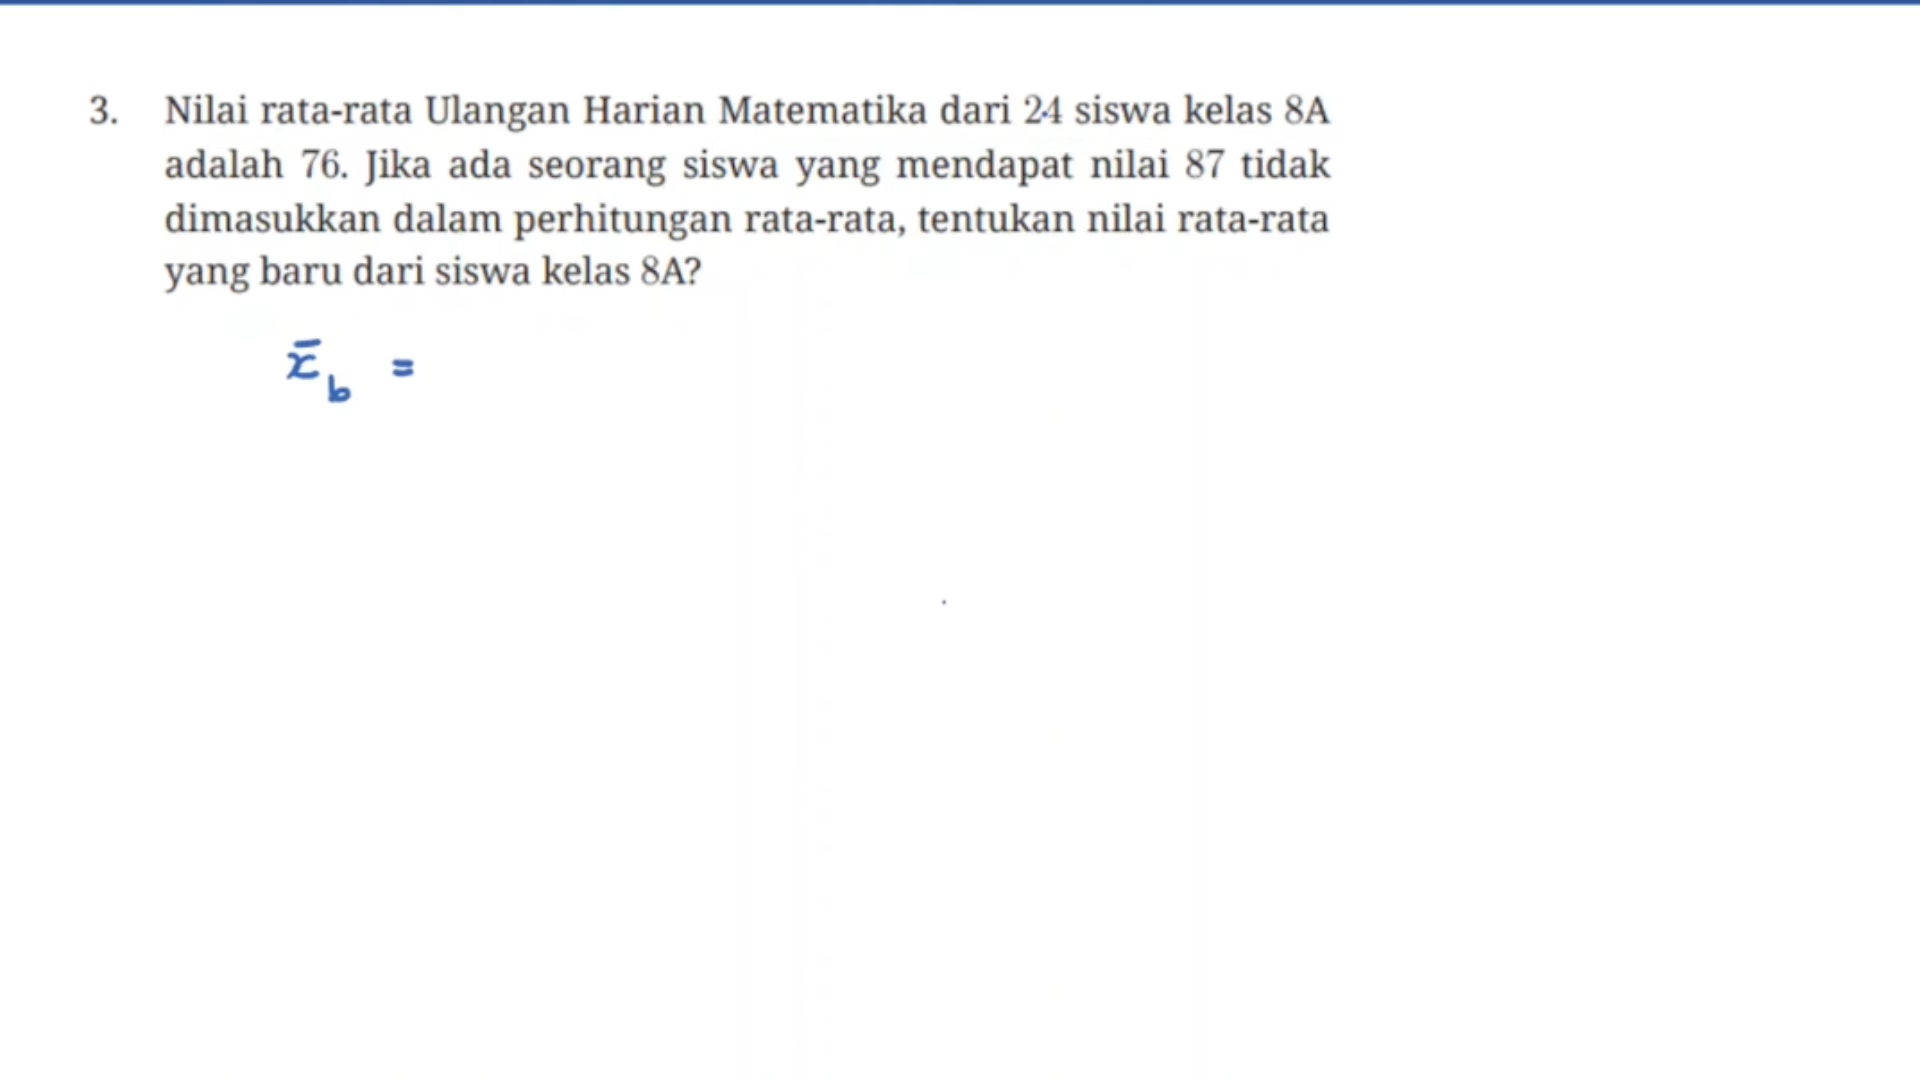 3. Nilai rata-rata Ulangan Harian Matematika dari 24 siswa kelas 8A
adalah 76. Jika ada seorang siswa yang mendapat nilai 87 tidak
dimasukkan dalam perhitungan rata-rata, tentukan nilai rata-rata
yang baru dari siswa kelas 8A?
x̄_b =